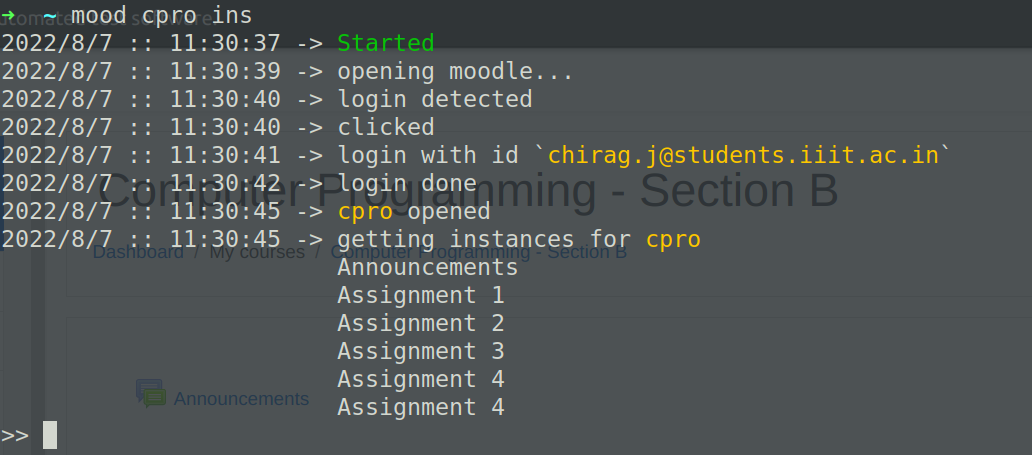 ➜  ~ mood cpro ins
automated test software.
2022/8/7 :: 11:30:37 -> Started
2022/8/7 :: 11:30:39 -> opening moodle...
2022/8/7 :: 11:30:40 -> login detected
2022/8/7 :: 11:30:40 -> clicked
2022/8/7 :: 11:30:41 -> login with id `chirag.j@students.iiit.ac.in`
2022/8/7 :: 11:30:42 -> login done
Computer Programming - Section B
2022/8/7 :: 11:30:45 -> cpro opened
2022/8/7 :: 11:30:45 -> getting instances for cpro
Dashboard / My courses / Computer Programming - Section B
Announcements
Assignment 1
Assignment 2
Assignment 3
Assignment 4
Announcements
Assignment 4
>>